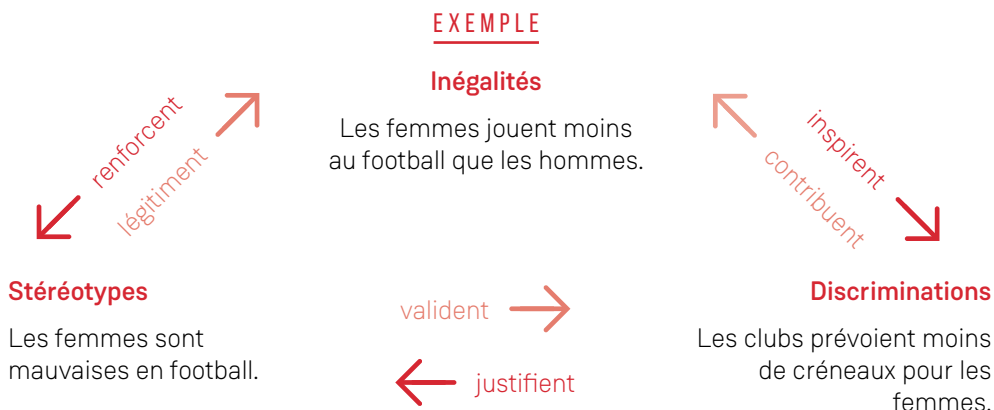 EXEMPLE
Inégalités
Les femmes jouent moins
au football que les hommes.
renforcent
légitiment
inspirent
contribuent
Stéréotypes
Les femmes sont
mauvaises en football.
valident
justifient
Discriminations
Les clubs prévoient moins
de créneaux pour les
femmes.